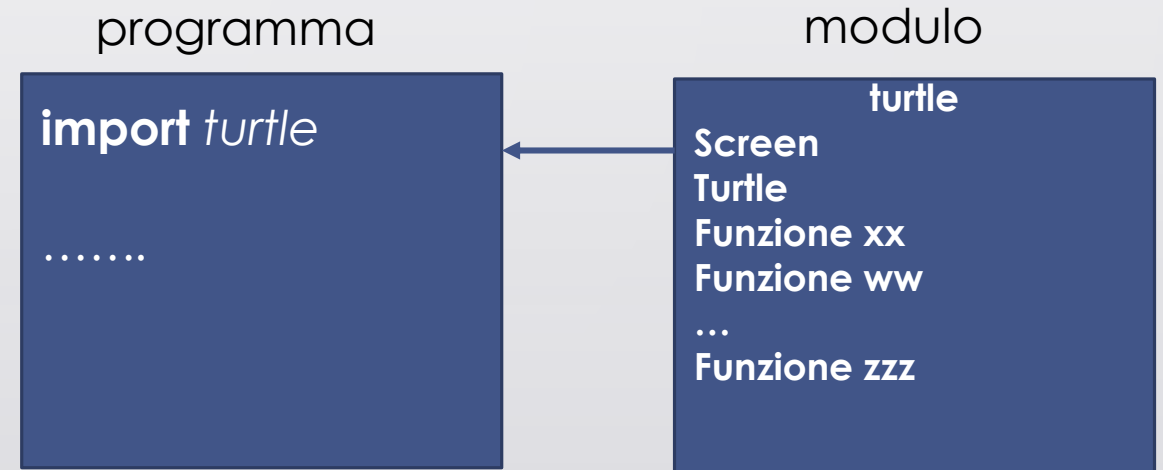 programma
import turtle
.......
modulo
turtle
Screen
Turtle
Funzione xx
Funzione ww
...
Funzione zzz